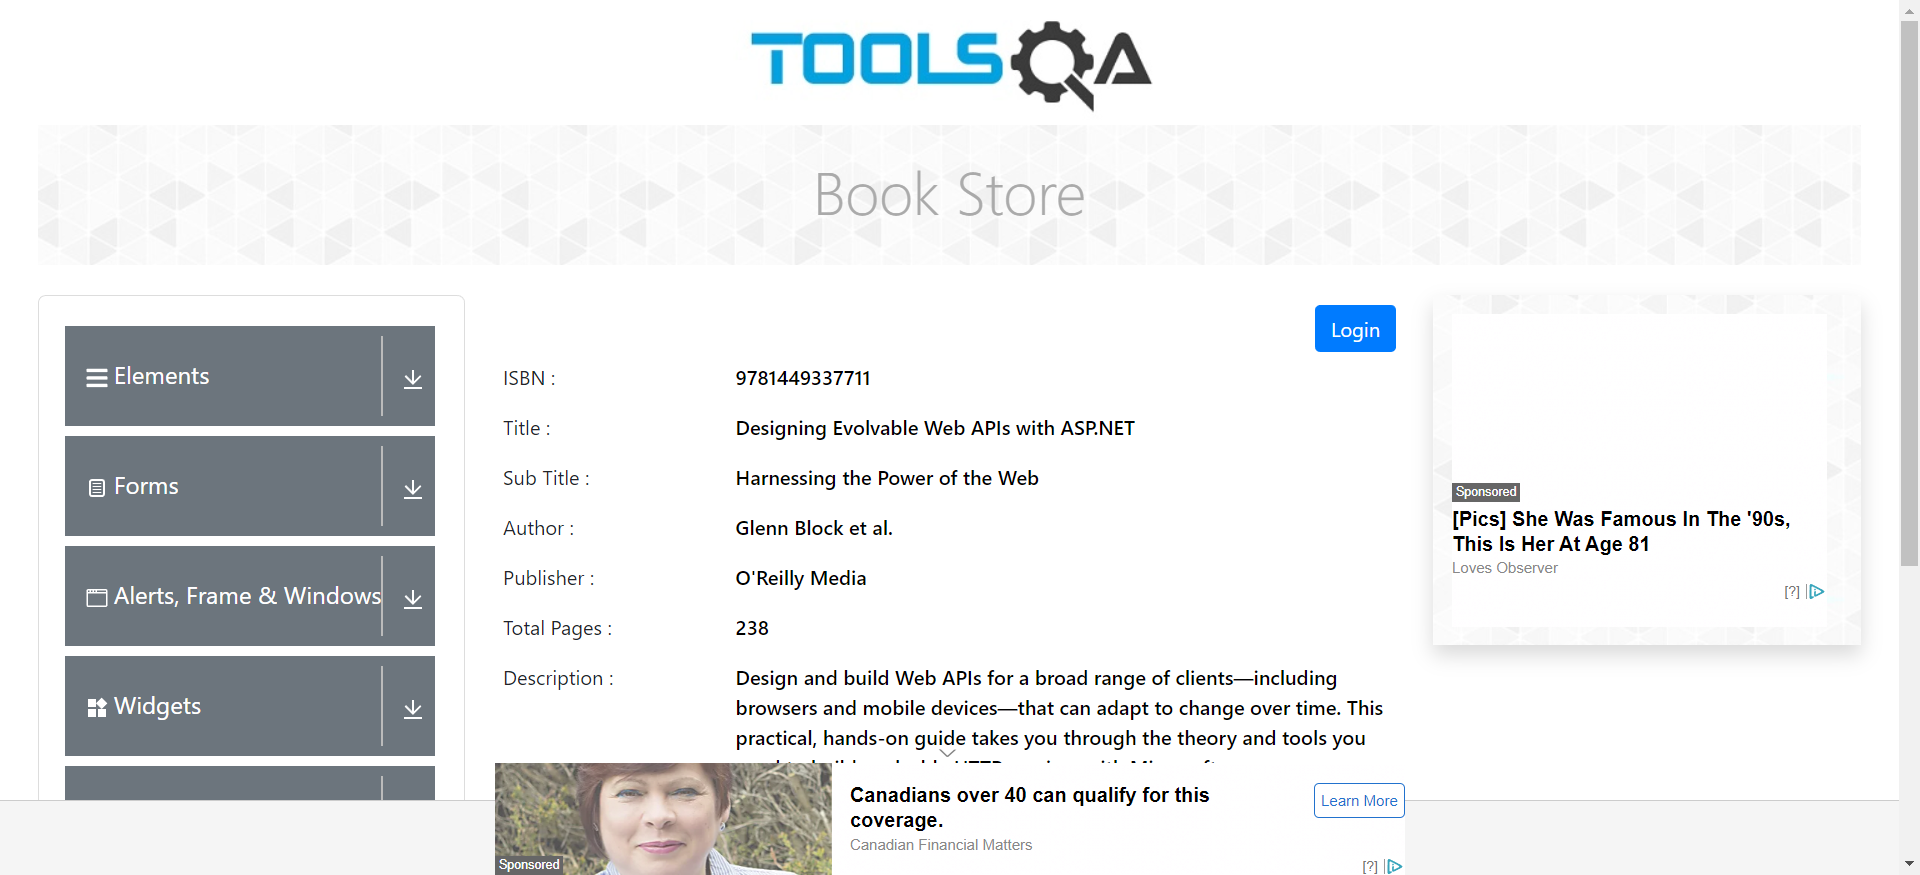 TOOLSQA
Book Store
Elements
Forms
Alerts, Frame & Windows
Widgets
Login
ISBN :
9781449337711
Title :
Designing Evolvable Web APIs with ASP.NET
Sub Title :
Harnessing the Power of the Web
Author :
Glenn Block et al.
Publisher :
O'Reilly Media
Total Pages :
238
Description :
Design and build Web APIs for a broad range of clients—including
browsers and mobile devices—that can adapt to change over time. This
practical, hands-on guide takes you through the theory and tools you
Sponsored
[Pics] She Was Famous In The '90s,
This Is Her At Age 81
Loves Observer
[?]
Canadians over 40 can qualify for this
coverage.
Canadian Financial Matters
Learn More
Sponsored
[?]